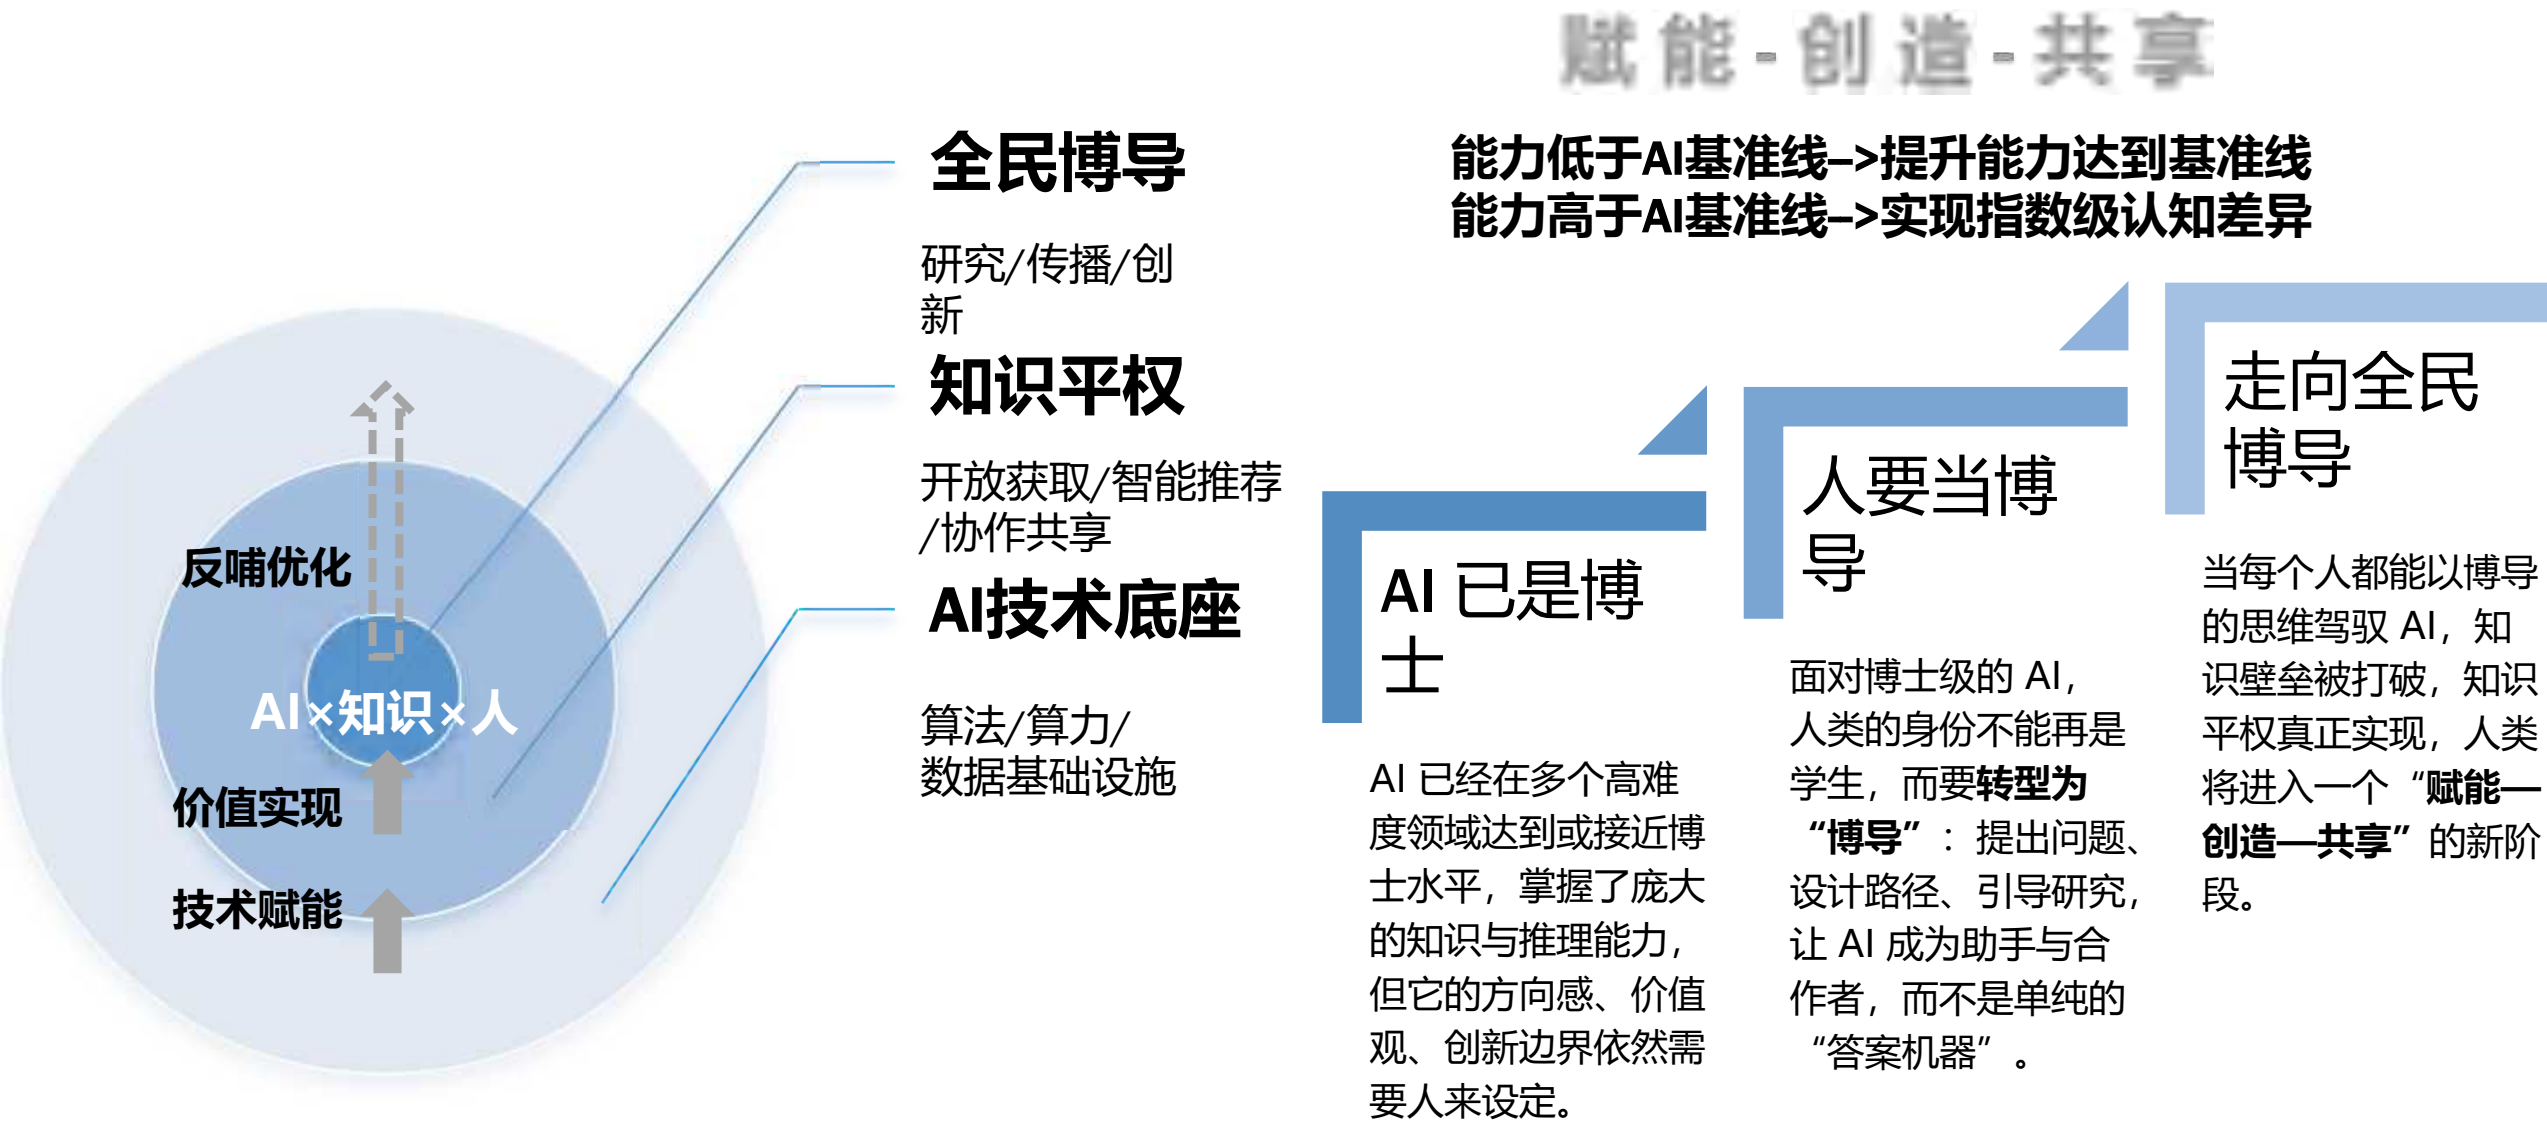 赋能-创造-共享
能力低于AI基准线–>提升能力达到基准线
能力高于AI基准线–>实现指数级认知差异
全民博导
研究/传播/创
新
知识平权
开放获取/智能推荐
/协作共享
AI技术底座
算法/算力/
数据基础设施
反哺优化
AI×知识×人
价值实现
技术赋能
AI 已是博
士
AI 已经在多个高难
度领域达到或接近博
士水平，掌握了庞大
的知识与推理能力，
但它的方向感、价值
观、创新边界依然需
要人来设定。
人要当博
导
面对博士级的 AI，
人类的身份不能再是
学生，而要转型为
“博导”：提出问题、
设计路径、引导研究，
让 AI 成为助手与合
作者，而不是单纯的
“答案机器”。
走向全民
博导
当每个人都能以博导
的思维驾驭 AI，知
识壁垒被打破，知识
平权真正实现，人类
将进入一个“赋能—
创造—共享”的新阶
段。